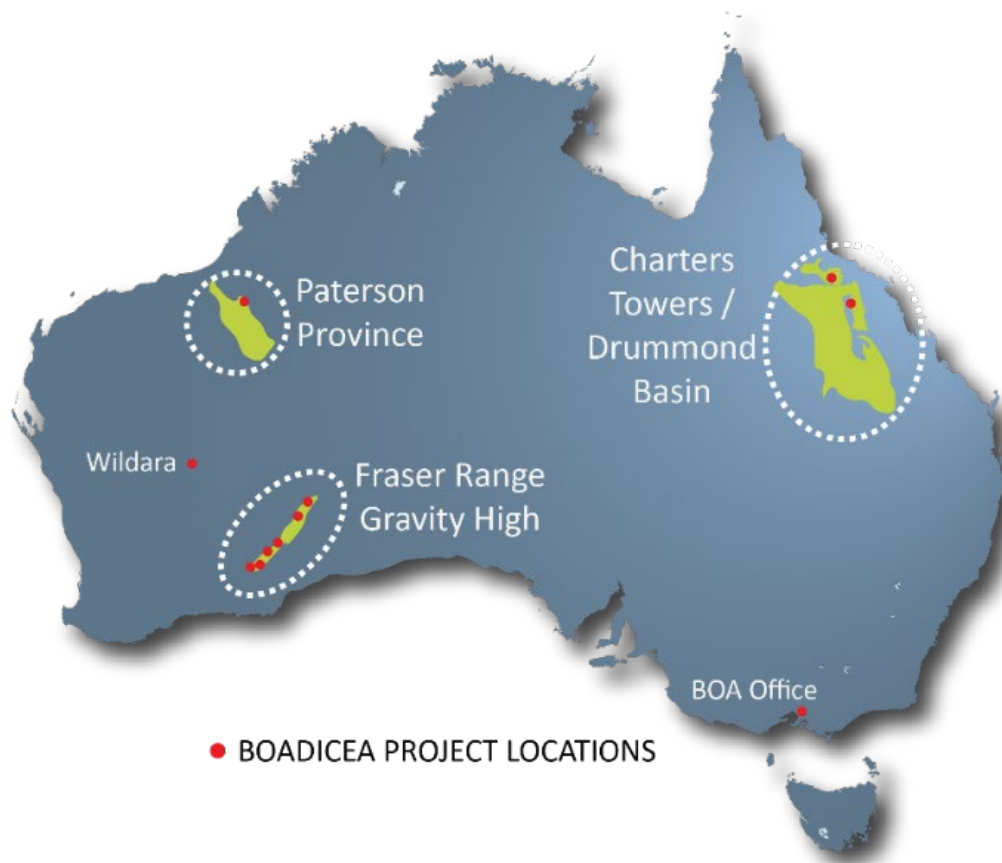 Paterson
Province
Charters
Towers /
Drummond
Basin
Wildara
Fraser Range
Gravity High
BOA Office
BOADICEA PROJECT LOCATIONS